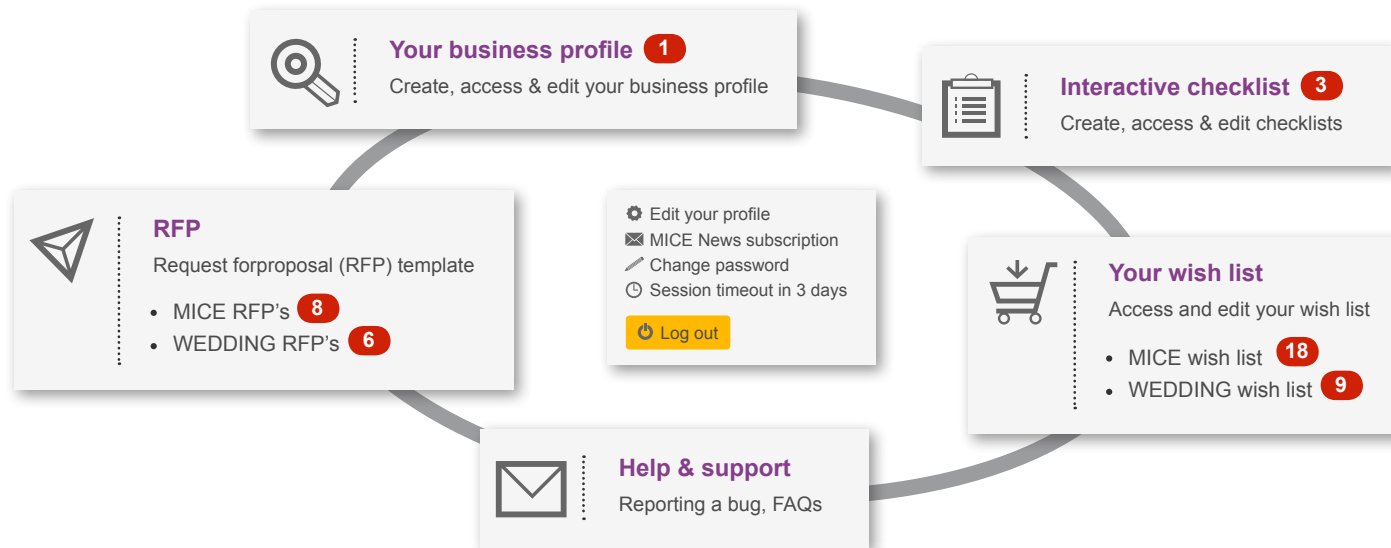 Your business profile 1
Create, access & edit your business profile
Interactive checklist 3
Create, access & edit checklists
RFP
Request forproposal (RFP) template
• MICE RFP's 8
• WEDDING RFP's 6
Edit your profile
MICE News subscription
Change password
Session timeout in 3 days
Log out
Your wish list
Access and edit your wish list
• MICE wish list 18
• WEDDING wish list 9
Help & support
Reporting a bug, FAQs